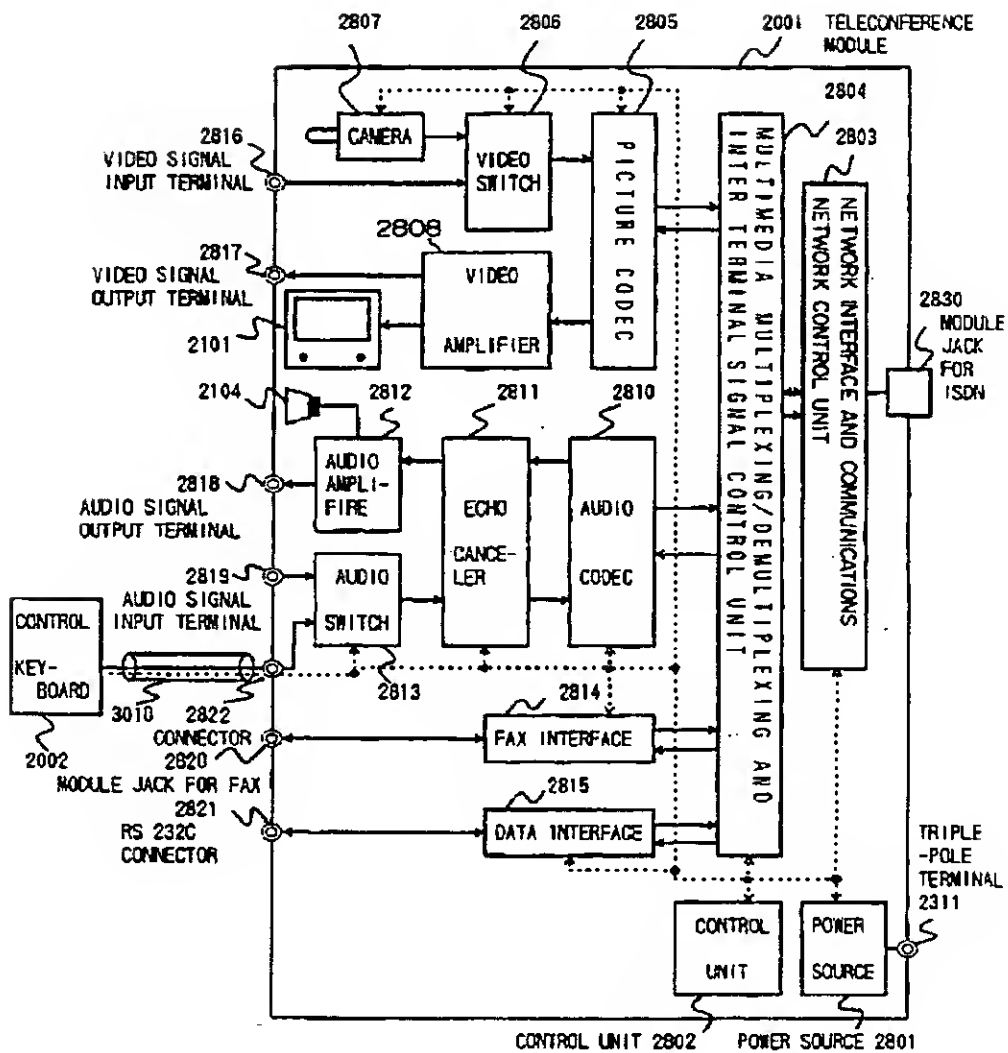 2807
2806
2805
2001 TELECONFERENCE
MODULE
2804
2803
2816
VIDEO SIGNAL
INPUT TERMINAL
CAMERA
VIDEO
SWITCH
PICTURE CODEC
MULTIMEDIA MULTIPLEXING/DEMULTIPLEXING AND
INTER TERMINAL SIGNAL CONTROL UNIT
NETWORK INTERFACE AND COMMUNICATIONS
NETWORK CONTROL UNIT
2817
VIDEO SIGNAL
OUTPUT TERMINAL
2808
VIDEO
AMPLIFIER
2101
2830
MODULE
JACK
FOR
ISDN
2104
2812
2811
2810
2818
AUDIO SIGNAL
OUTPUT TERMINAL
AUDIO
AMPLI-
FIRE
ECHO
CANCE-
LER
AUDIO
CODEC
2819
AUDIO SIGNAL
INPUT TERMINAL
AUDIO
SWITCH
CONTROL
KEY-
BOARD
2002
3010
2822
CONNECTOR
2813
2814
2820
MODULE JACK FOR FAX
FAX INTERFACE
2821
RS 232C
CONNECTOR
2815
DATA INTERFACE
TRIPLE
-POLE
TERMINAL
2311
CONTROL
UNIT
POWER
SOURCE
CONTROL UNIT 2802
POWER SOURCE 2801